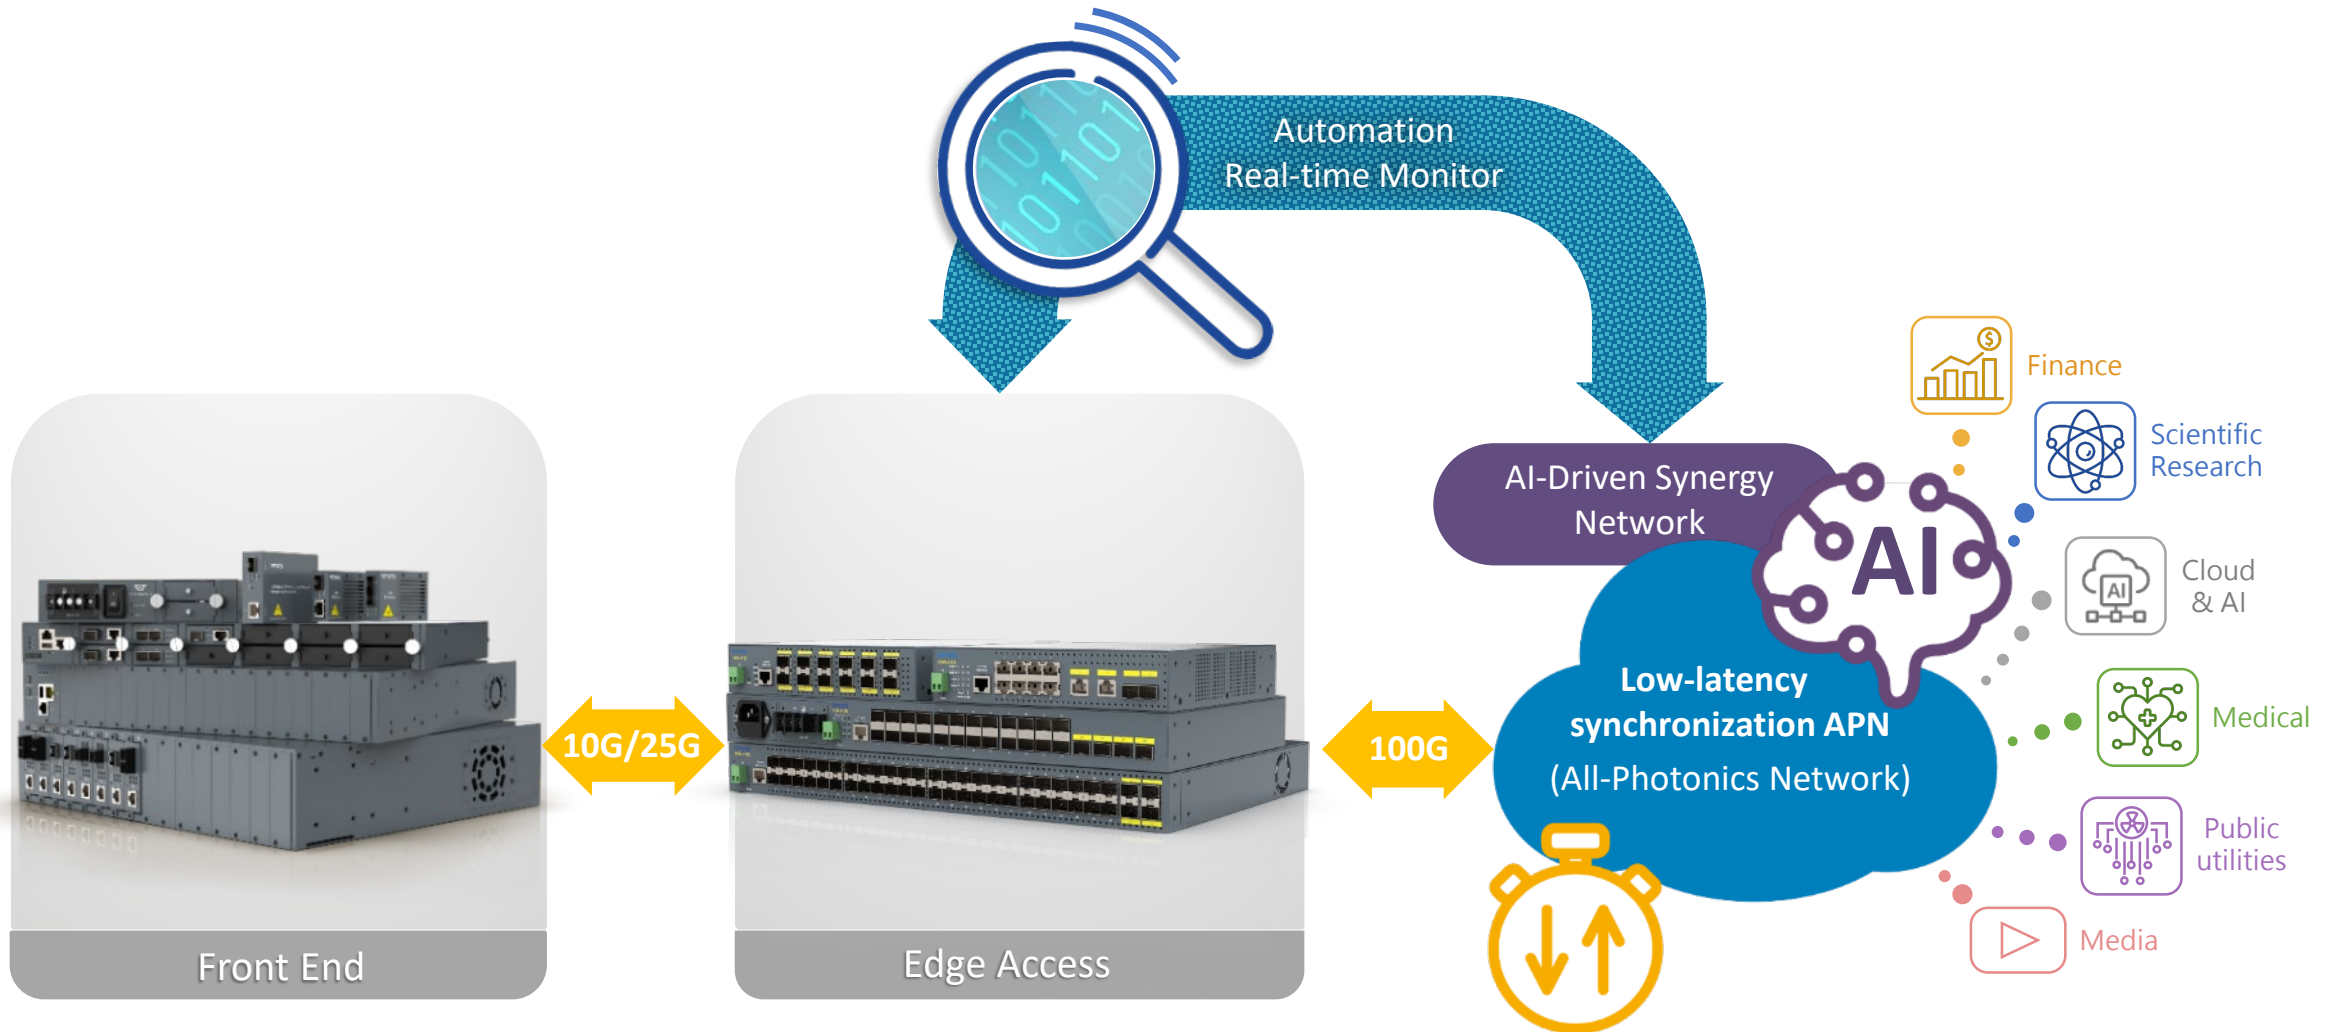 Automation
Real-time Monitor
Finance
Scientific
Research
AI-Driven Synergy
Network
AI
Cloud
& AI
AI
Low-latency
synchronization APN
(All-Photonics Network)
Medical
10G/25G
100G
Public
utilities
Media
Front End
Edge Access